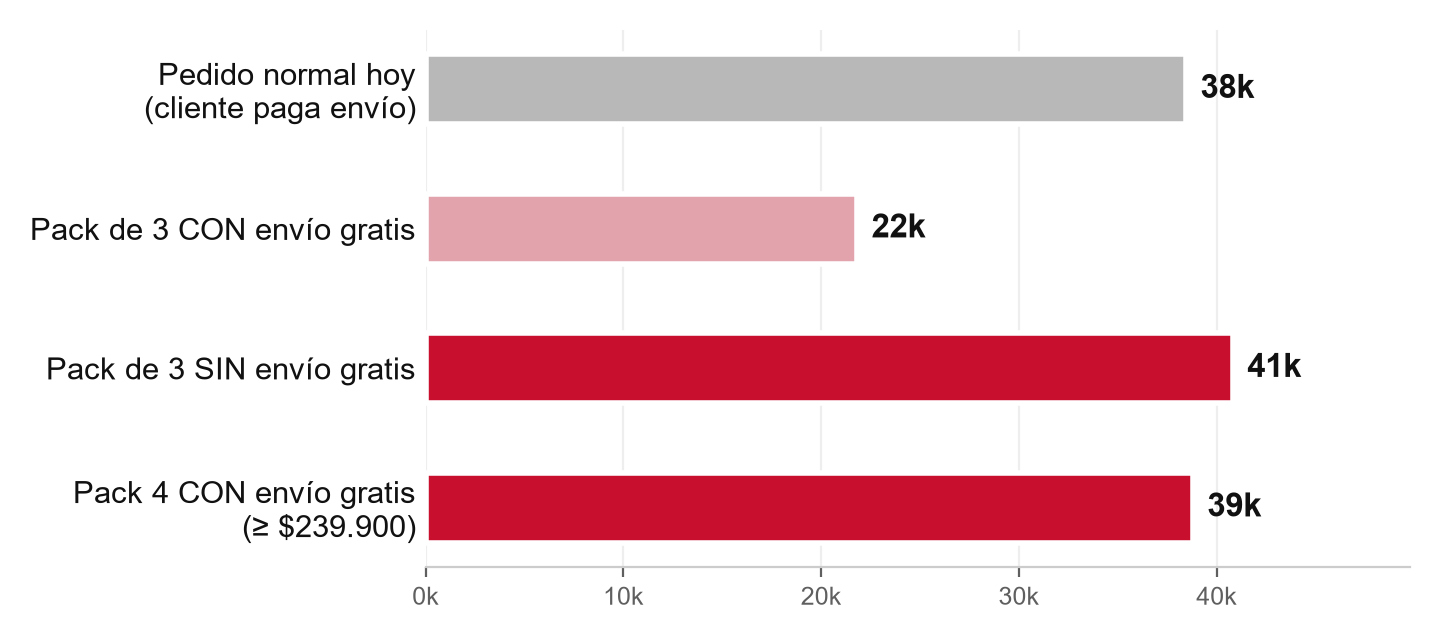 Pedido normal hoy
(cliente paga envío)
38k
Pack de 3 CON envío gratis
22k
Pack de 3 SIN envío gratis
41k
Pack 4 CON envío gratis
(≥ $239.900)
39k
0k
10k
20k
30k
40k